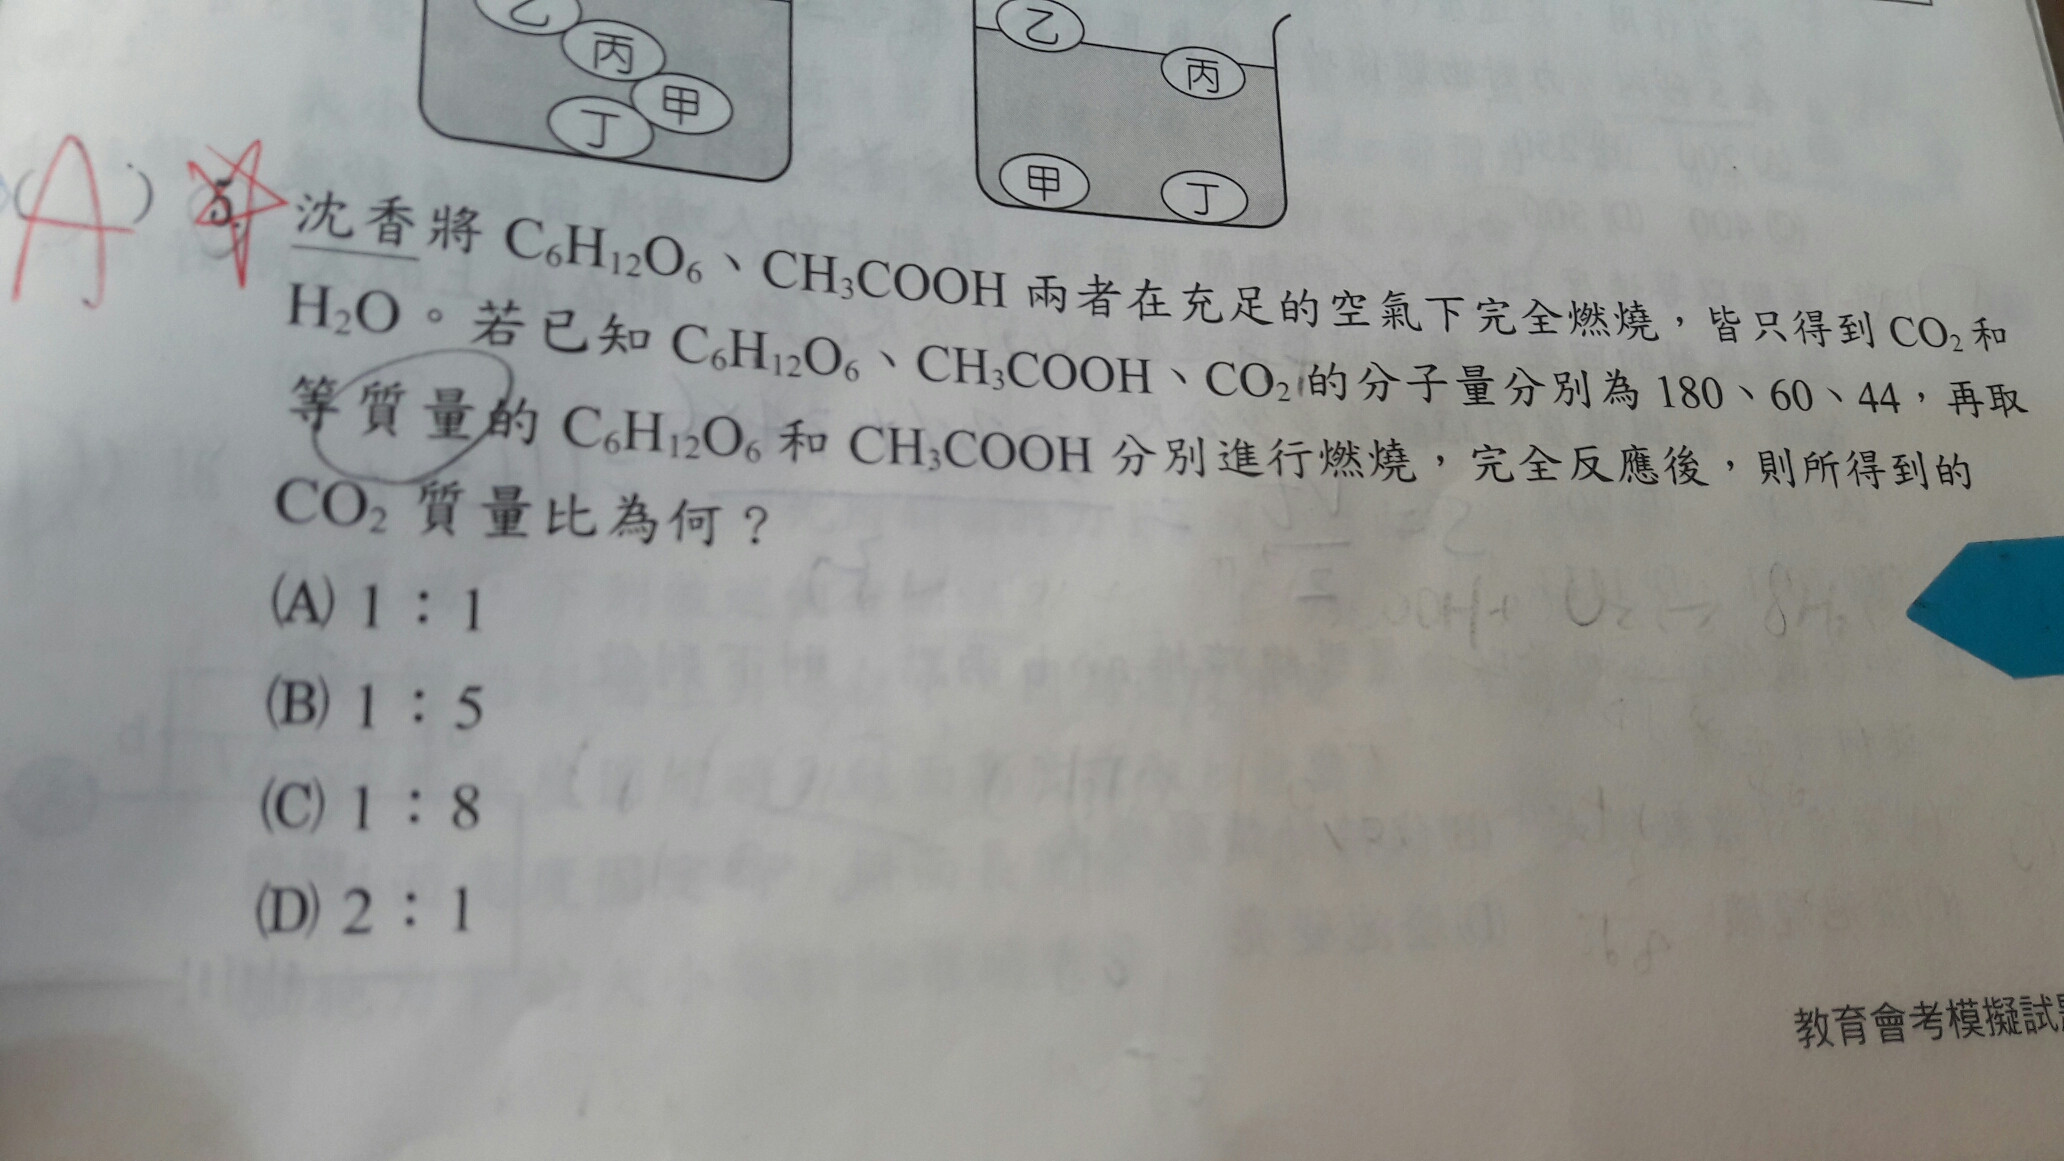 乙
丙
甲
丁
乙
丙
甲
丁
(A) 5. 沈香將 C₆H₁₂O₆、CH₃COOH 兩者在充足的空氣下完全燃燒，皆只得到 CO₂ 和
H₂O。若已知 C₆H₁₂O₆、CH₃COOH、CO₂ 的分子量分別為 180、60、44，再取
等質量的 C₆H₁₂O₆ 和 CH₃COOH 分別進行燃燒，完全反應後，則所得到的
CO₂ 質量比為何？
(A) 1：1
(B) 1：5
(C) 1：8
(D) 2：1
教育會考模擬試